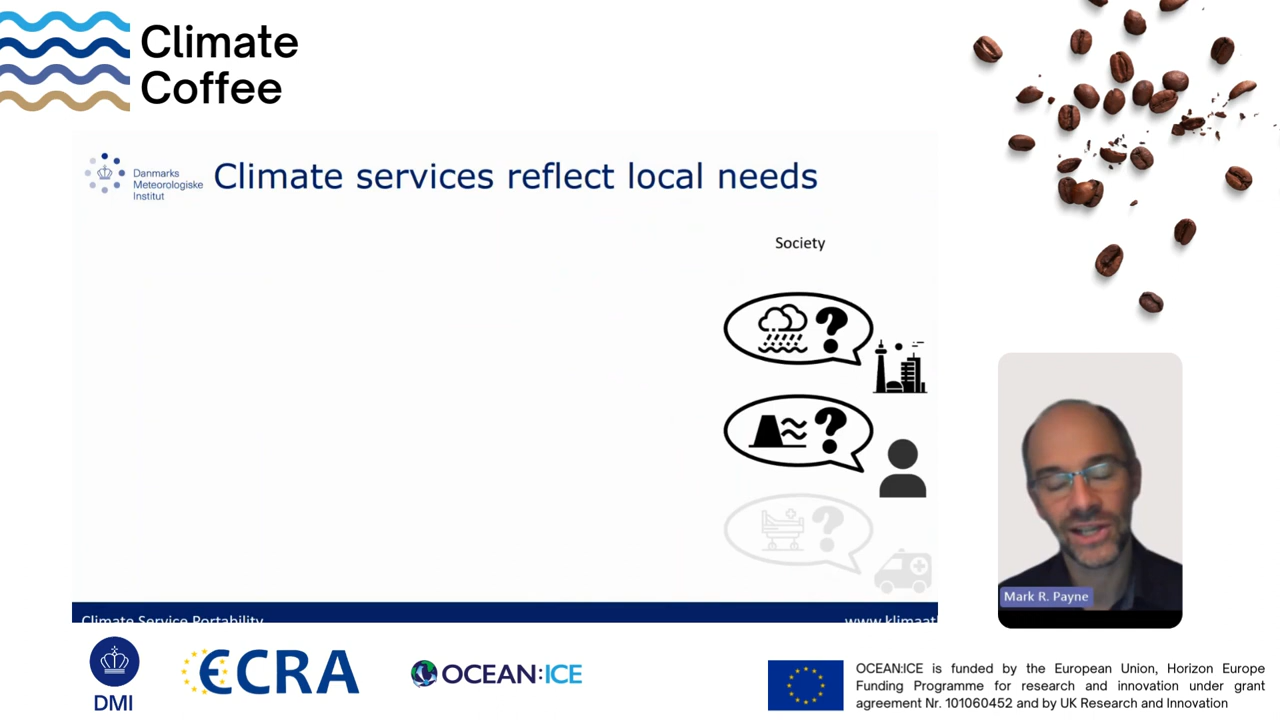 Climate
Coffee
Danmarks
Meteorologiske
Institut
Climate services reflect local needs
Society
?
?
?
Mark R. Payne
Climate Service Portability
www.klimaat
DMI
ECRA
OCEAN:ICE
OCEAN:ICE is funded by the European Union, Horizon Europe
Funding Programme for research and innovation under grant
agreement Nr. 101060452 and by UK Research and Innovation